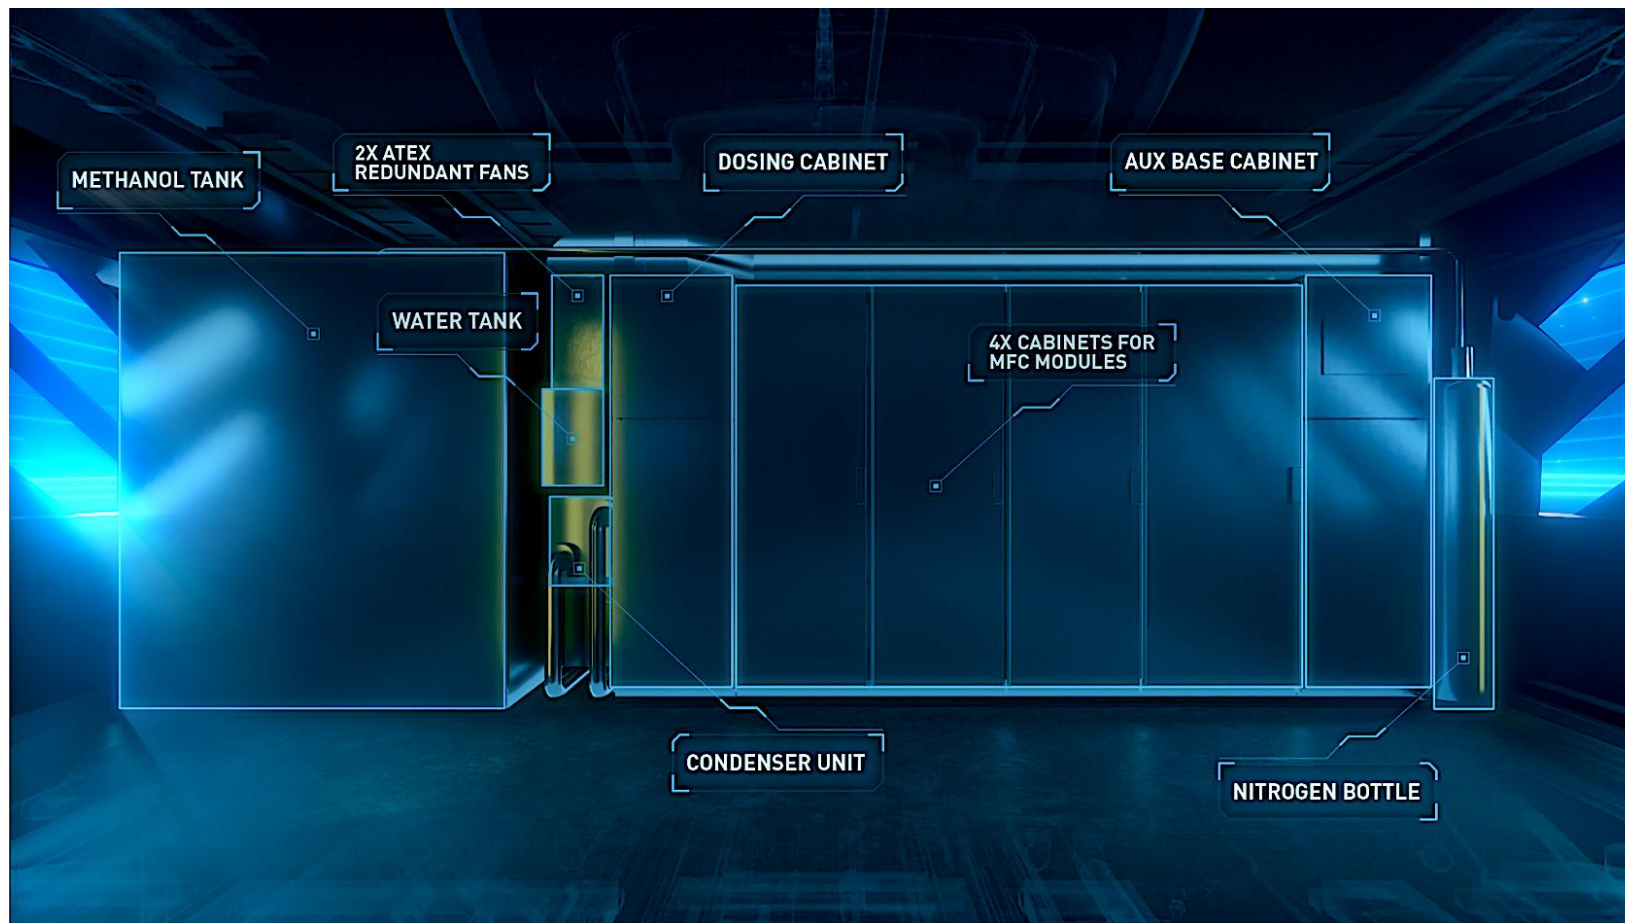 METHANOL TANK
2X ATEX
REDUNDANT FANS
DOSING CABINET
AUX BASE CABINET
WATER TANK
4X CABINETS FOR
MFC MODULES
CONDENSER UNIT
NITROGEN BOTTLE